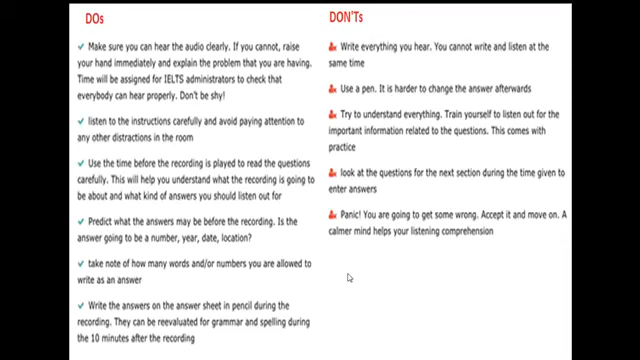 DOs
Make sure you can hear the audio clearly. If you cannot, raise
your hand immediately and explain the problem that you are having.
Time will be assigned for IELTS administrators to check that
everybody can hear properly. Don't be shy!
listen to the instructions carefully and avoid paying attention to
any other distractions in the room
Use the time before the recording is played to read the questions
carefully. This will help you understand what the recording is going to
be about and what kind of answers you should listen out for
Predict what the answers may be before the recording. Is the
answer going to be a number, year, date, location?
take note of how many words and/or numbers you are allowed to
write as an answer
Write the answers on the answer sheet in pencil during the
recording. They can be reevaluated for grammar and spelling during
the 10 minutes after the recording
DON'Ts
Write everything you hear. You cannot write and listen at the
same time
Use a pen. It is harder to change the answer afterwards
Try to understand everything. Train yourself to listen out for the
important information related to the questions. This comes with
practice
look at the questions for the next section during the time given to
enter answers
Panic! You are going to get some wrong. Accept it and move on. A
calmer mind helps your listening comprehension